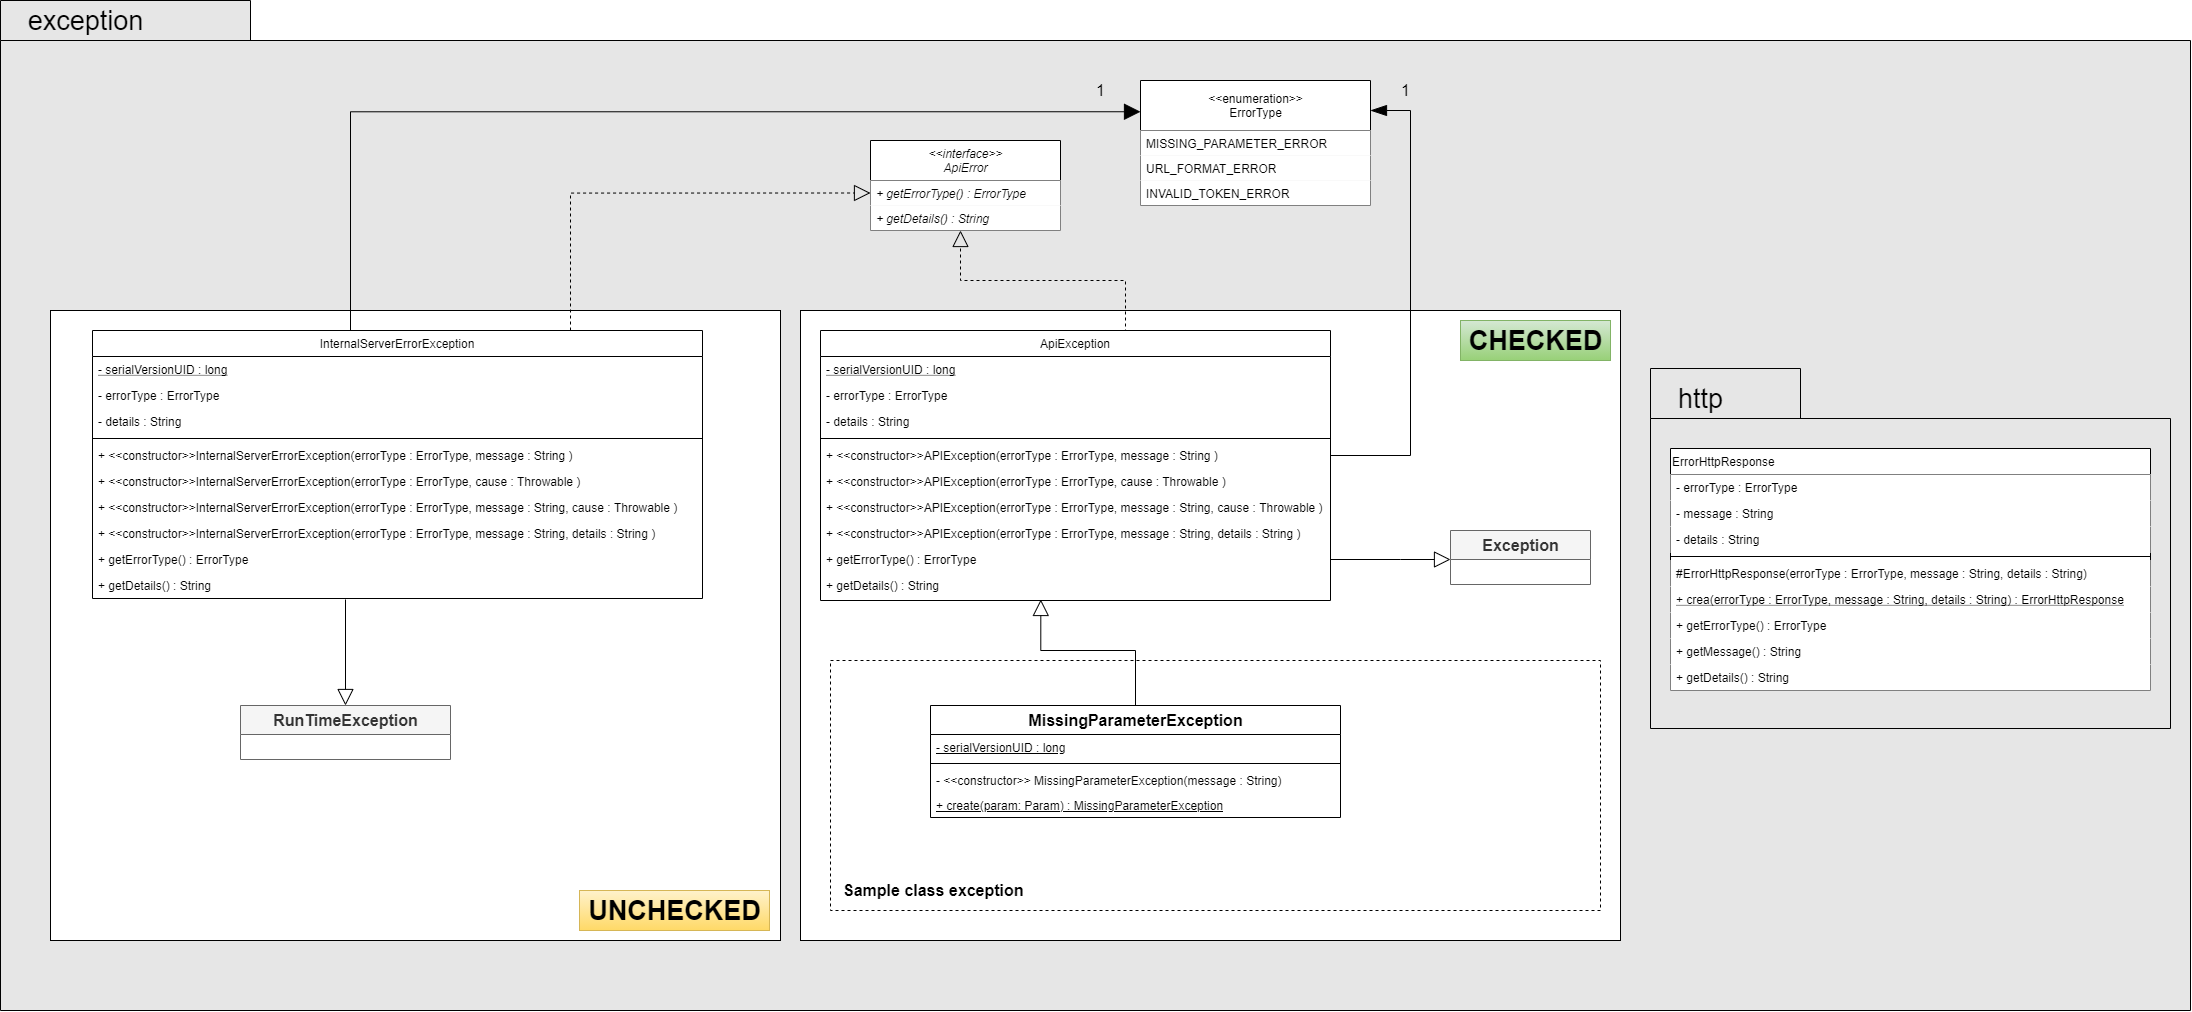 exception
1
<<enumeration>>
ErrorType
MISSING_PARAMETER_ERROR
URL_FORMAT_ERROR
INVALID_TOKEN_ERROR
1
<<interface>>
ApiError
+ getErrorType() : ErrorType
+ getDetails() : String
InternalServerErrorException
- serialVersionUID : long
- errorType : ErrorType
- details : String
+ <<constructor>>InternalServerErrorException(errorType : ErrorType, message : String )
+ <<constructor>>InternalServerErrorException(errorType : ErrorType, cause : Throwable )
+ <<constructor>>InternalServerErrorException(errorType : ErrorType, message : String, cause : Throwable )
+ <<constructor>>InternalServerErrorException(errorType : ErrorType, message : String, details : String )
+ getErrorType() : ErrorType
+ getDetails() : String
RunTimeException
UNCHECKED
CHECKED
ApiException
- serialVersionUID : long
- errorType : ErrorType
- details : String
+ <<constructor>>APIException(errorType : ErrorType, message : String )
+ <<constructor>>APIException(errorType : ErrorType, cause : Throwable )
+ <<constructor>>APIException(errorType : ErrorType, message : String, cause : Throwable )
+ <<constructor>>APIException(errorType : ErrorType, message : String, details : String )
+ getErrorType() : ErrorType
+ getDetails() : String
Exception
MissingParameterException
- serialVersionUID : long
- <<constructor>> MissingParameterException(message : String)
+ create(param: Param) : MissingParameterException
Sample class exception
http
ErrorHttpResponse
- errorType : ErrorType
- message : String
- details : String
#ErrorHttpResponse(errorType : ErrorType, message : String, details : String)
+ crea(errorType : ErrorType, message : String, details : String) : ErrorHttpResponse
+ getErrorType() : ErrorType
+ getMessage() : String
+ getDetails() : String